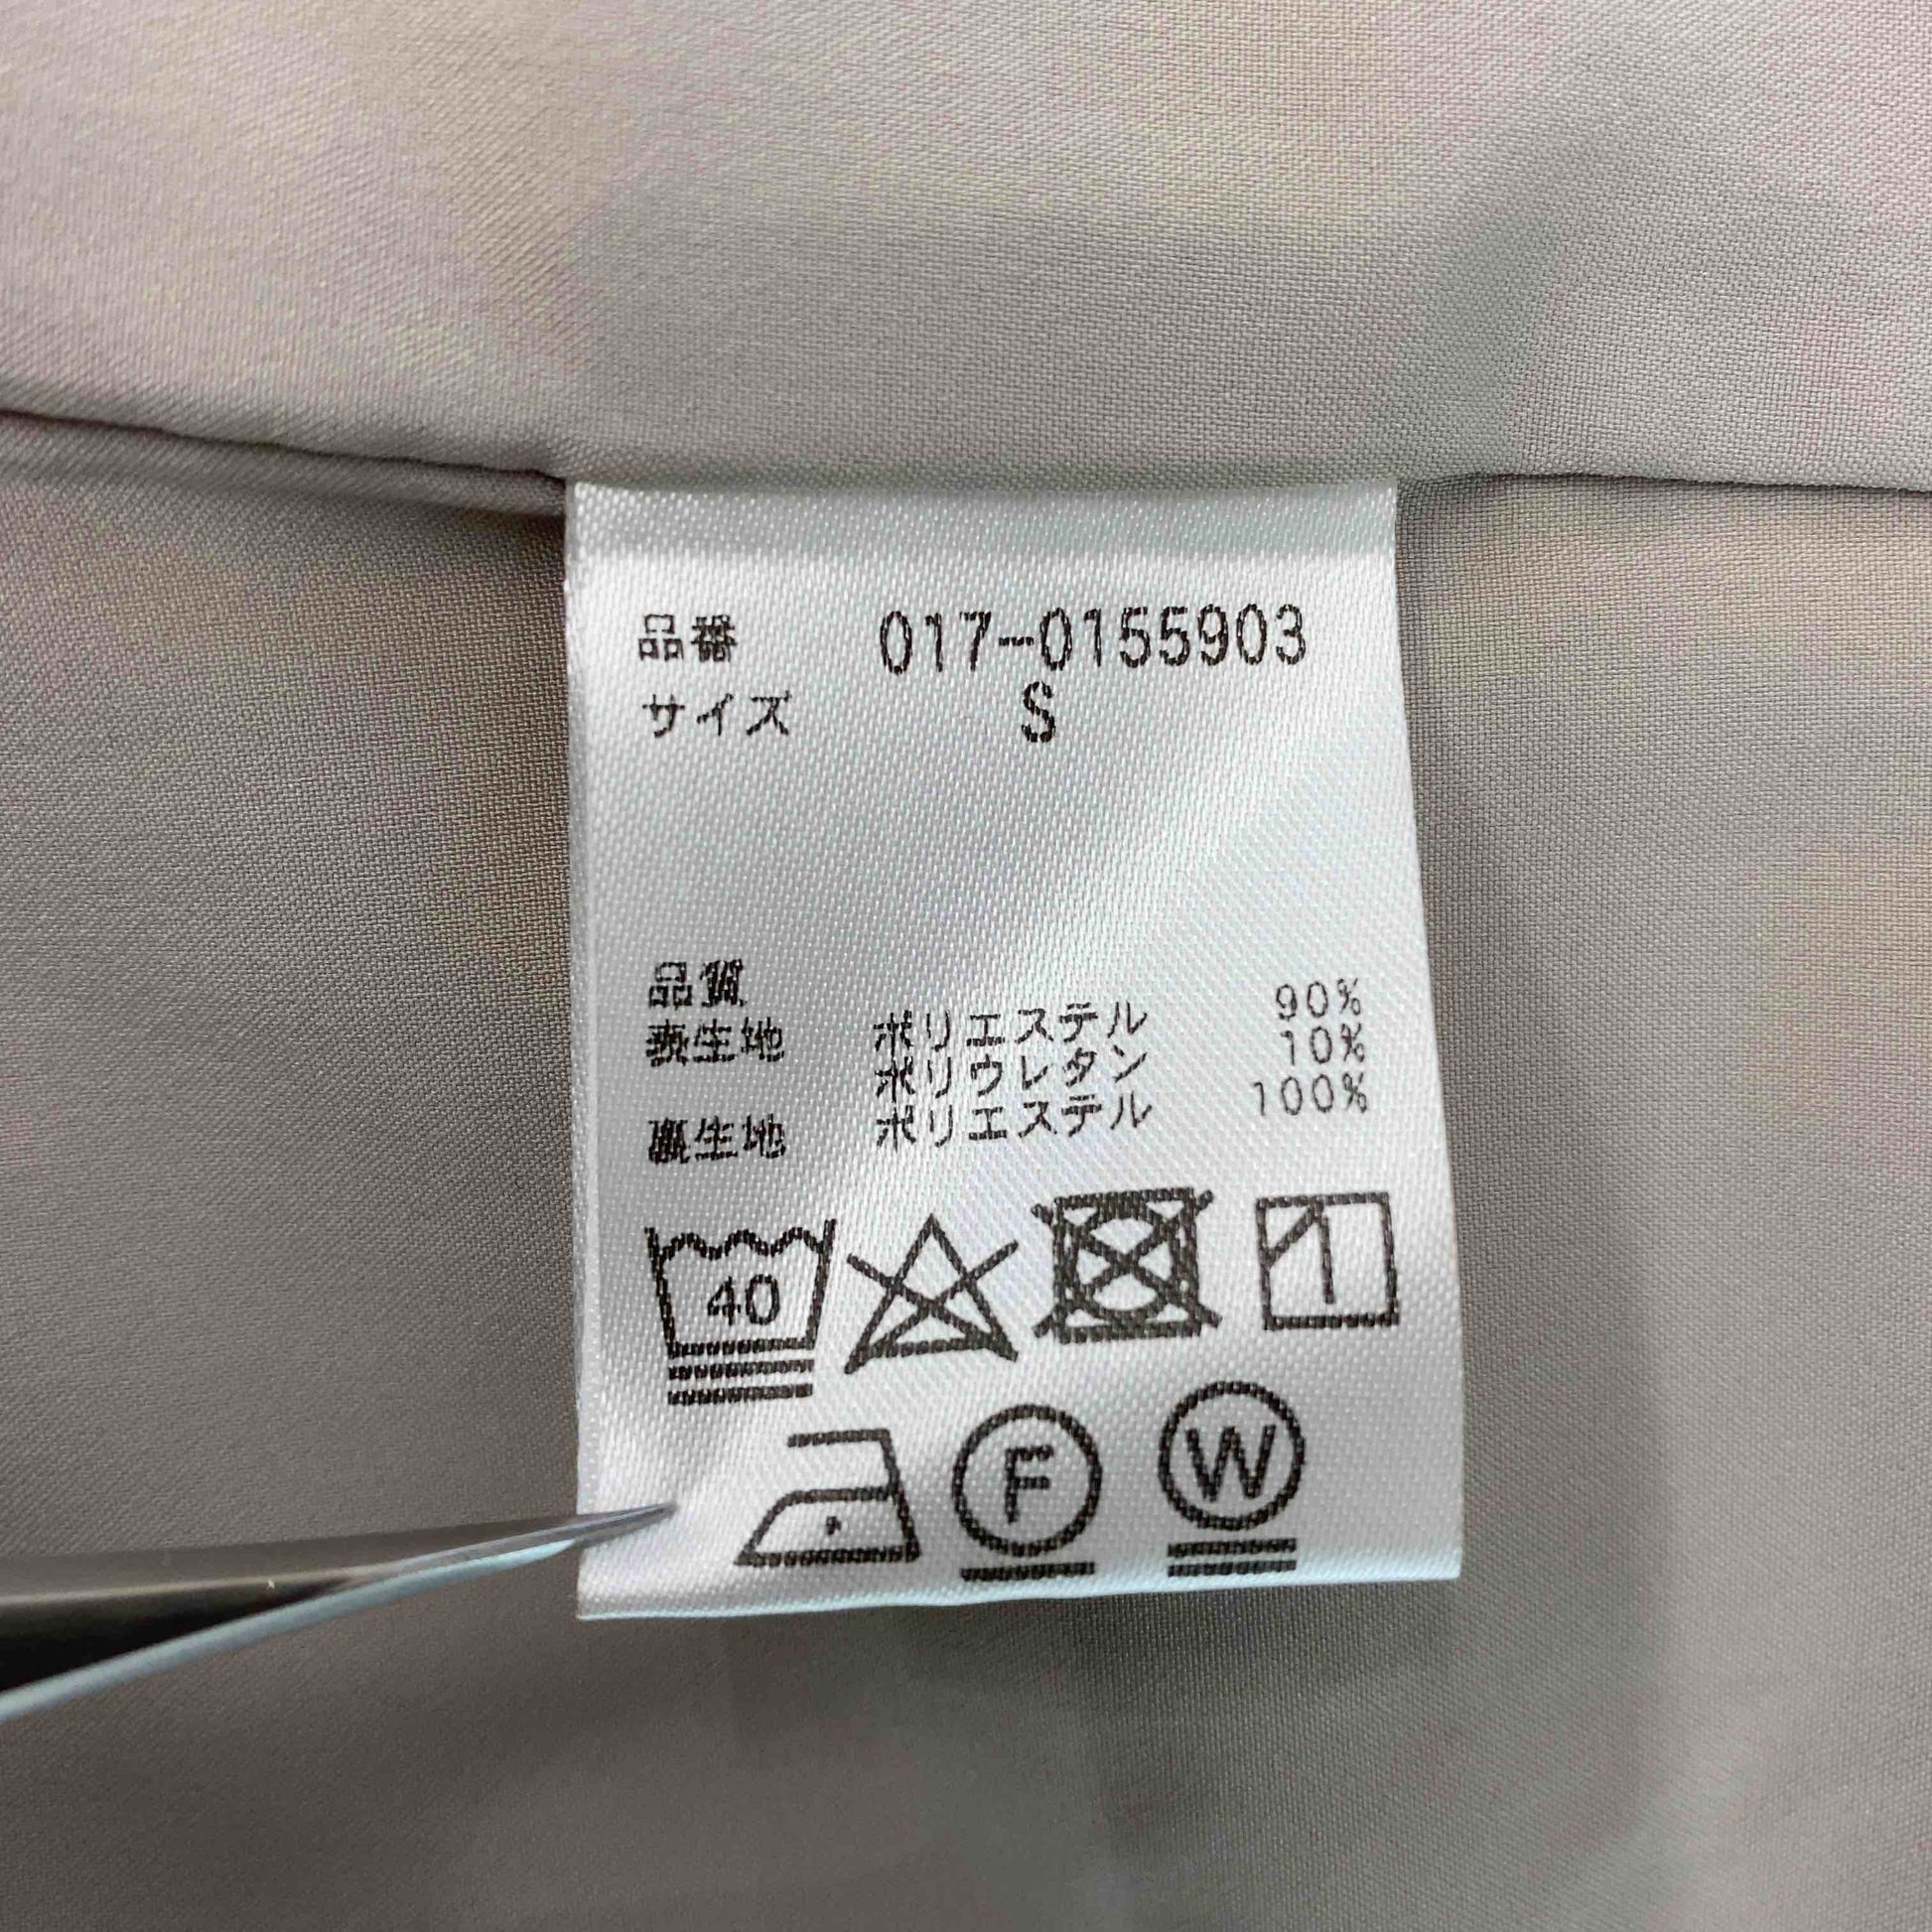 品番 017-0155903
サイズ S
品質
表生地 ポリエステル 90%
ポリウレタン 10%
裏生地 ポリエステル 100%
40
F
W